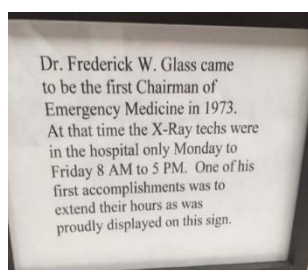 Dr. Frederick W. Glass came
to be the first Chairman of
Emergency Medicine in 1973.
At that time the X-Ray techs were
in the hospital only Monday to
Friday 8 AM to 5 PM.  One of his
first accomplishments was to
extend their hours as was
proudly displayed on this sign.